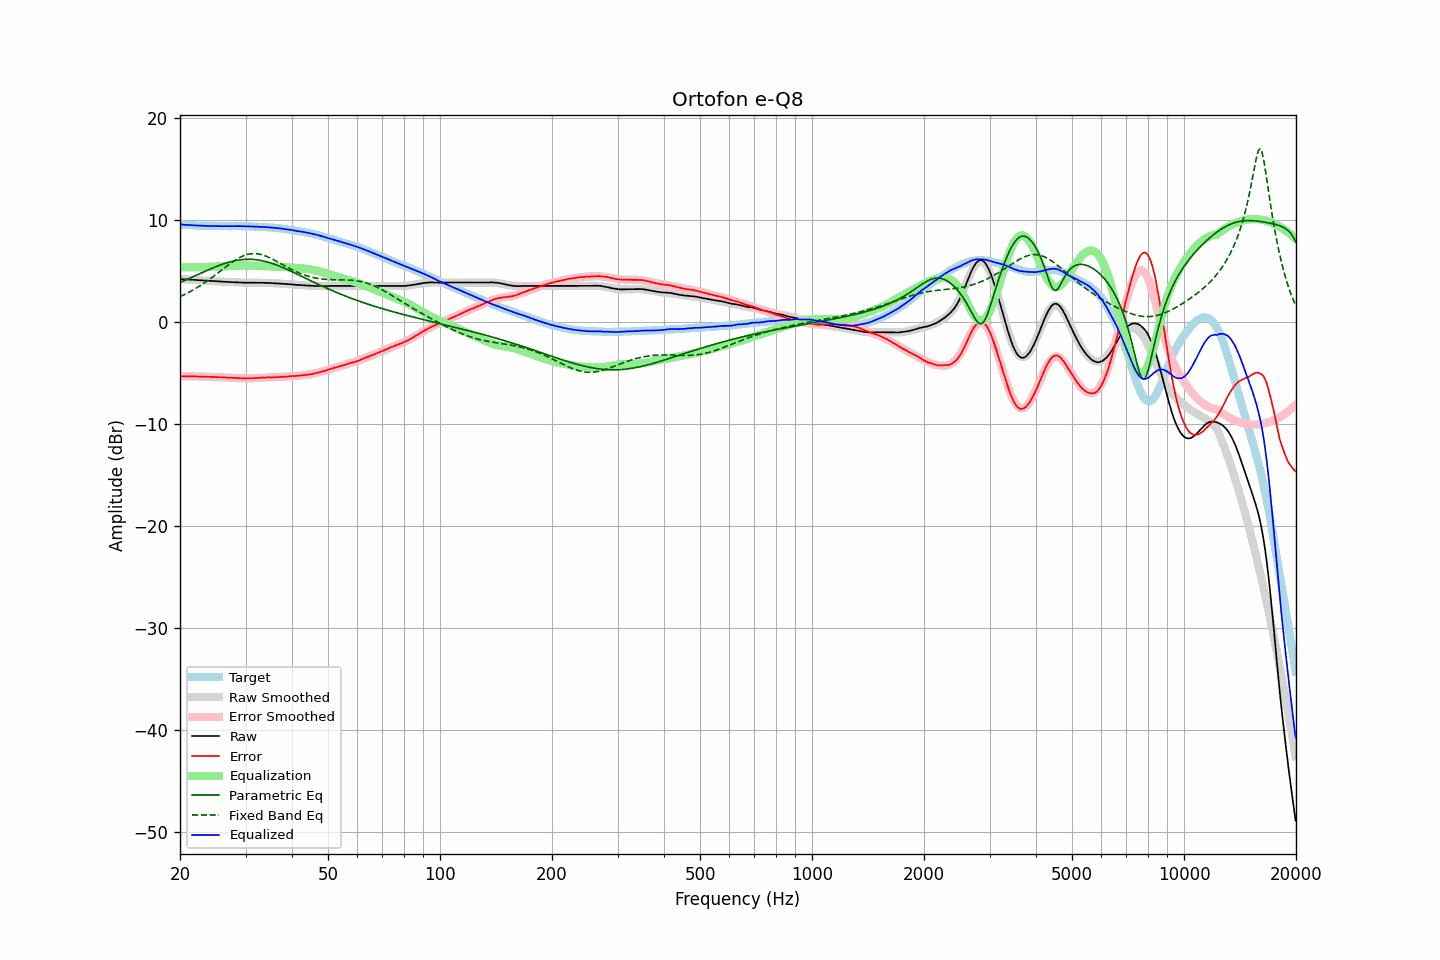 Ortofon e-Q8
20
10
0
−10
−20
−30
−40
−50
Amplitude (dBr)
Target
Raw Smoothed
Error Smoothed
Raw
Error
Equalization
Parametric Eq
Fixed Band Eq
Equalized
20 50 100 200 500 1000 2000 5000 10000 20000
Frequency (Hz)